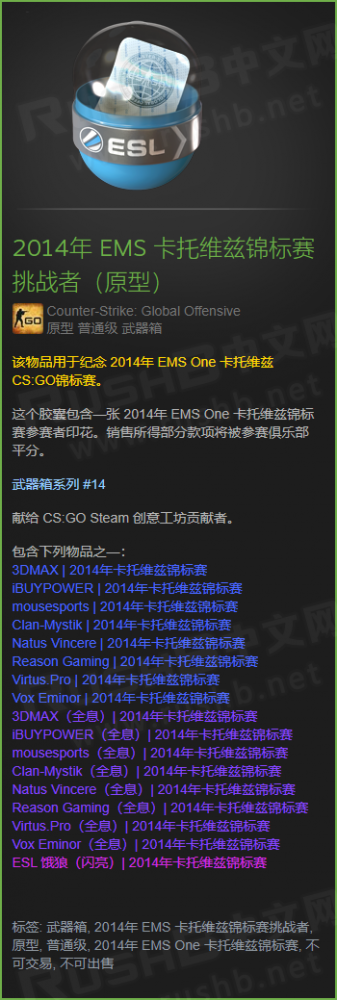 ESL
2014年 EMS 卡托维兹锦标赛
挑战者（原型）
GO
Counter-Strike: Global Offensive
原型 普通级 武器箱
该物品用于纪念 2014年 EMS One 卡托维兹
CS:GO锦标赛。
这个胶囊包含一张 2014年 EMS One 卡托维兹锦标
赛参赛者印花。销售所得部分款项将被参赛俱乐部
平分。
武器箱系列 #14
献给 CS:GO Steam 创意工坊贡献者。
包含下列物品之一：
3DMAX | 2014年卡托维兹锦标赛
iBUYPOWER | 2014年卡托维兹锦标赛
mousesports | 2014年卡托维兹锦标赛
Clan-Mystik | 2014年卡托维兹锦标赛
Natus Vincere | 2014年卡托维兹锦标赛
Reason Gaming | 2014年卡托维兹锦标赛
Virtus.Pro | 2014年卡托维兹锦标赛
Vox Eminor | 2014年卡托维兹锦标赛
3DMAX（全息）| 2014年卡托维兹锦标赛
iBUYPOWER（全息）| 2014年卡托维兹锦标赛
mousesports（全息）| 2014年卡托维兹锦标赛
Clan-Mystik（全息）| 2014年卡托维兹锦标赛
Natus Vincere（全息）| 2014年卡托维兹锦标赛
Reason Gaming（全息）| 2014年卡托维兹锦标赛
Virtus.Pro（全息）| 2014年卡托维兹锦标赛
Vox Eminor（全息）| 2014年卡托维兹锦标赛
ESL 饿狼（闪亮）| 2014年卡托维兹锦标赛
标签: 武器箱, 2014年 EMS 卡托维兹锦标赛挑战者,
原型, 普通级, 2014年 EMS One 卡托维兹锦标赛, 不
可交易, 不可出售